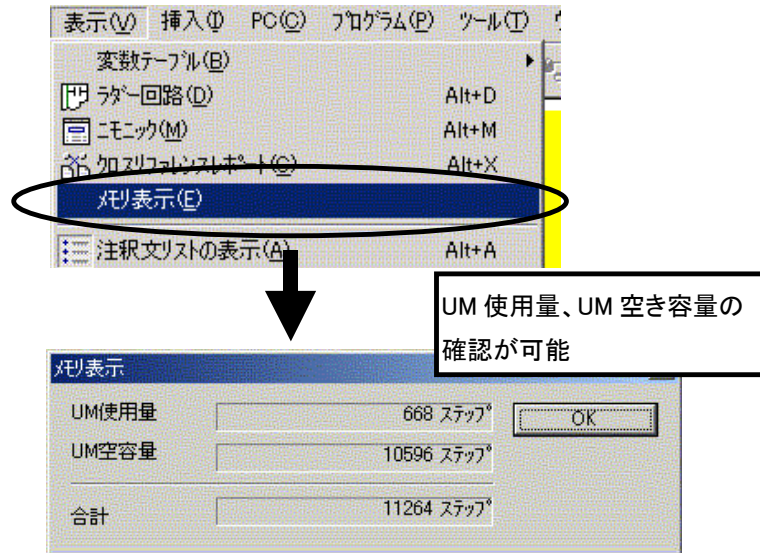 表示(V) 挿入(I) PC(C) プログラム(P) ツール(T)
変数テーブル(B)
ラダー回路(D) Alt+D
ニモニック(M) Alt+M
クロスリファレンスレポート(C) Alt+X
メモリ表示(E)
注釈文リストの表示(A) Alt+A
UM 使用量、UM 空き容量の
確認が可能
メモリ表示
UM使用量 668 ステップ OK
UM空容量 10596 ステップ
合計 11264 ステップ